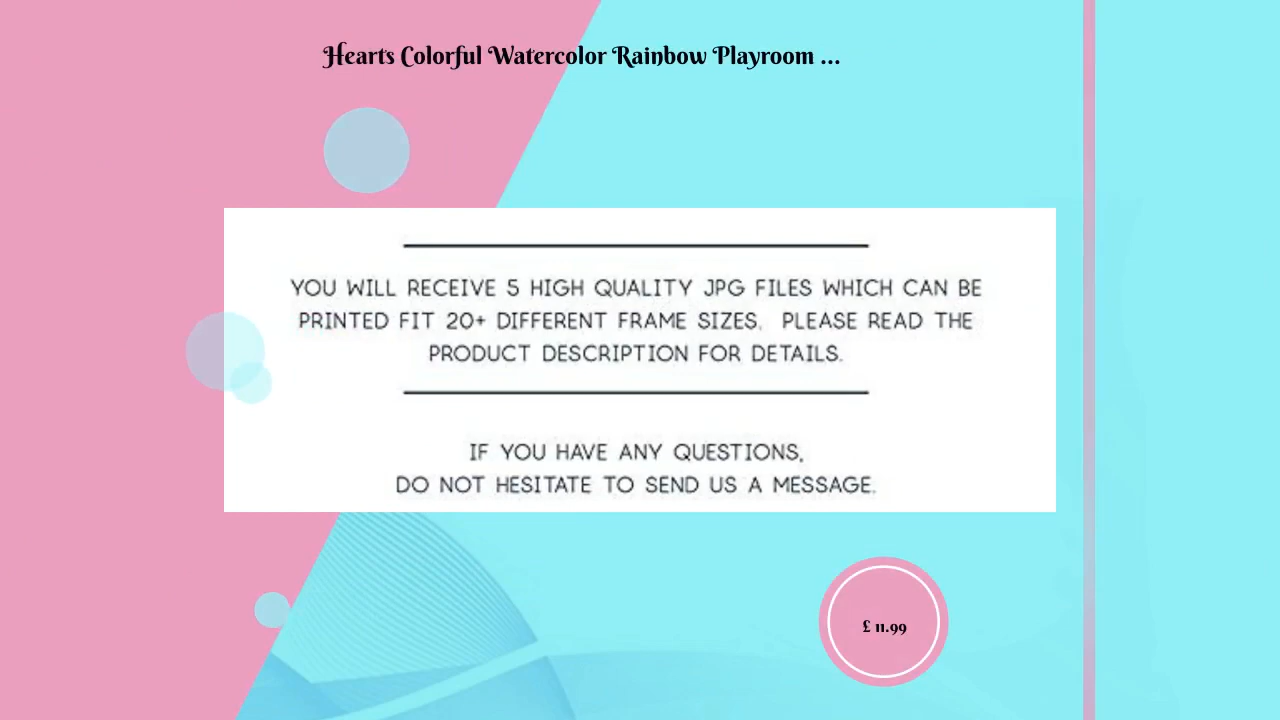 Hearts Colorful Watercolor Rainbow Playroom ...
YOU WILL RECEIVE 5 HIGH QUALITY JPG FILES WHICH CAN BE
PRINTED FIT 20+ DIFFERENT FRAME SIZES. PLEASE READ THE
PRODUCT DESCRIPTION FOR DETAILS.
IF YOU HAVE ANY QUESTIONS,
DO NOT HESITATE TO SEND US A MESSAGE.
£ 11.99